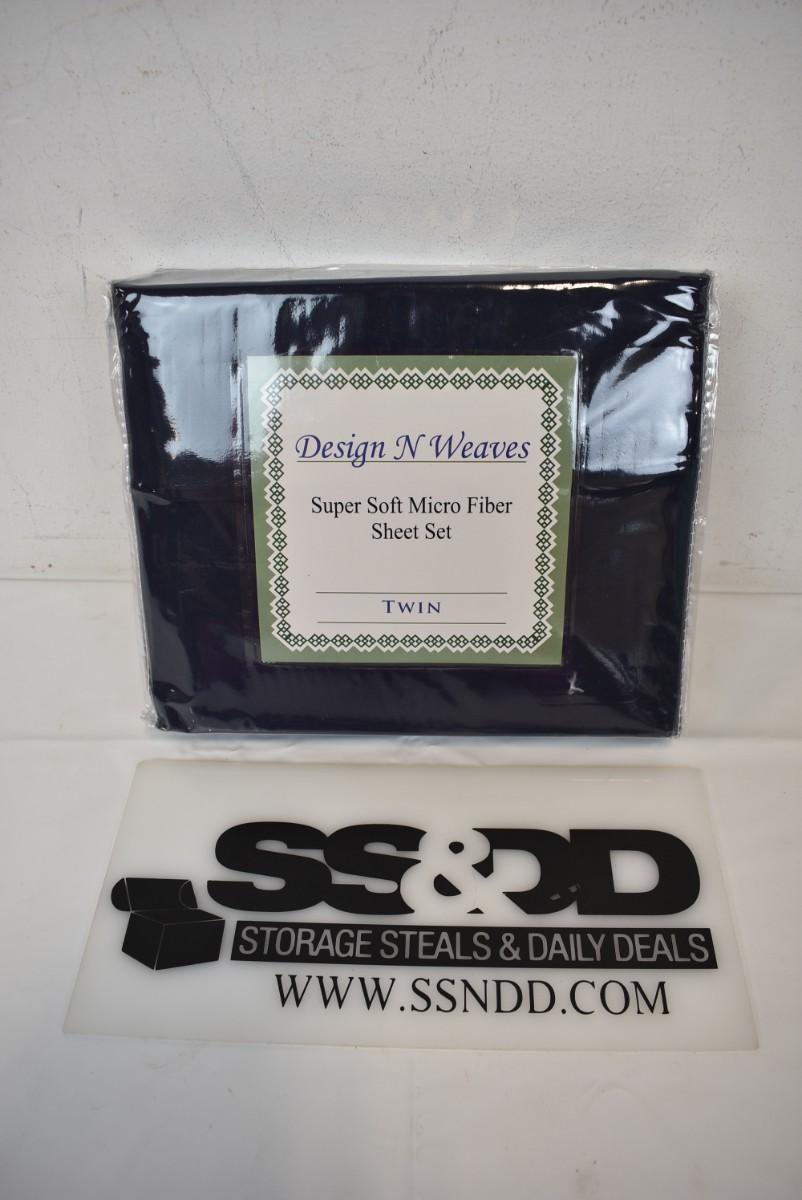 Design N Weaves
Super Soft Micro Fiber
Sheet Set
TWIN
SS&DD
STORAGE STEALS & DAILY DEALS
WWW.SSNDD.COM